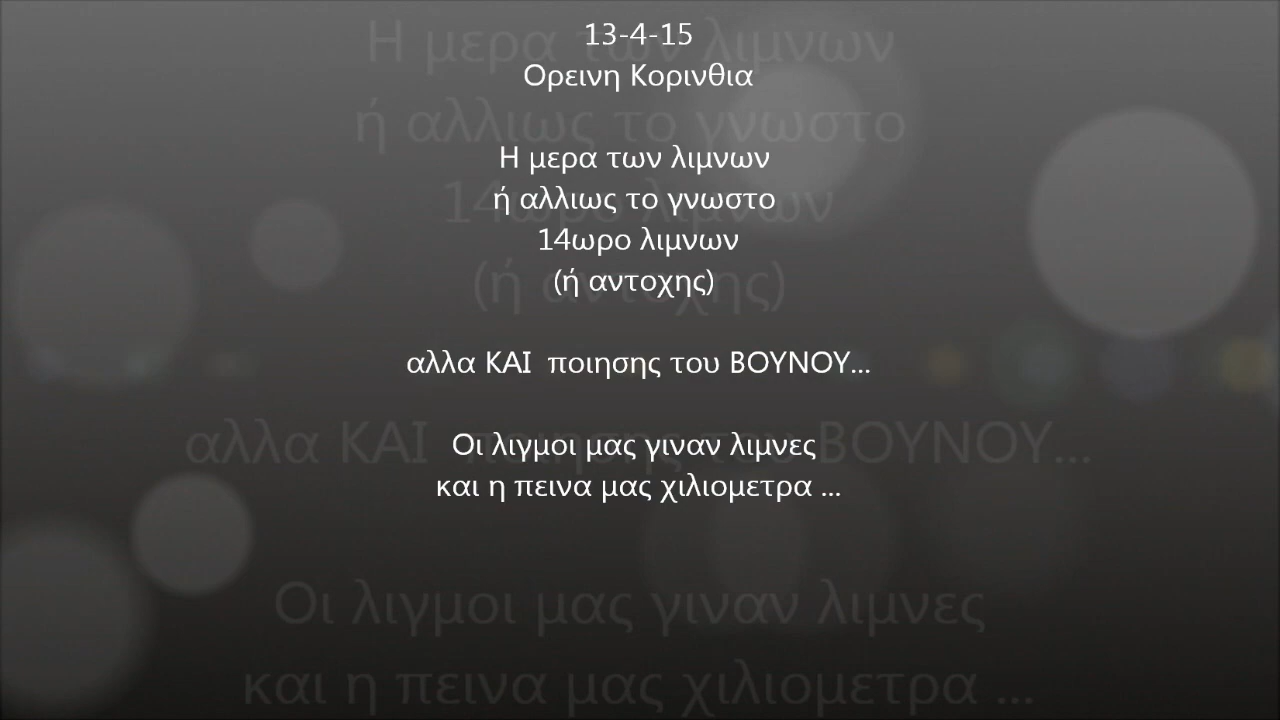 13-4-15
Ορεινη Κορινθια
Η μερα των λιμνων
ή αλλιως το γνωστο
14ωρο λιμνων
(ή αντοχης)
αλλα ΚΑΙ  ποιησης του ΒΟΥΝΟΥ...
Οι λιγμοι μας γιναν λιμνες
και η πεινα μας χιλιομετρα ...